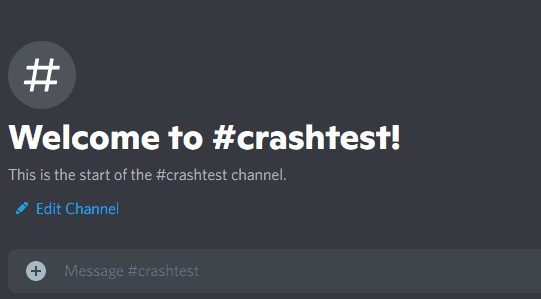 #
Welcome to #crashtest!
This is the start of the #crashtest channel.
Edit Channel
Message #crashtest